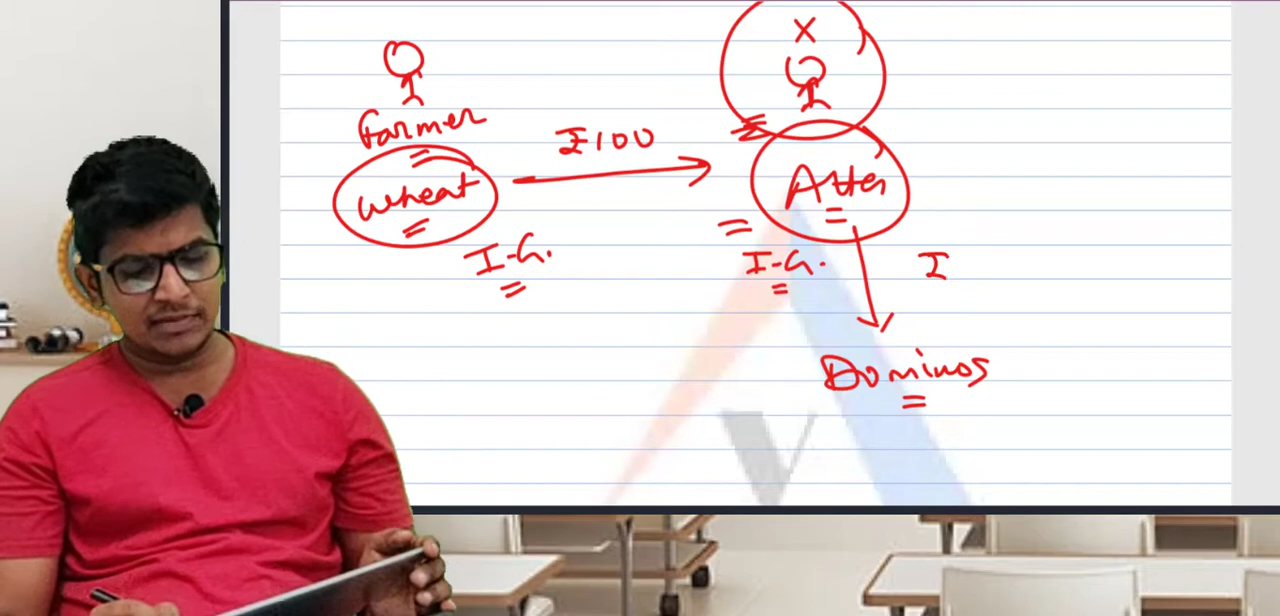 X
Farmer
₹100
Wheat
Atta
I.G.
I.G.
Dominos